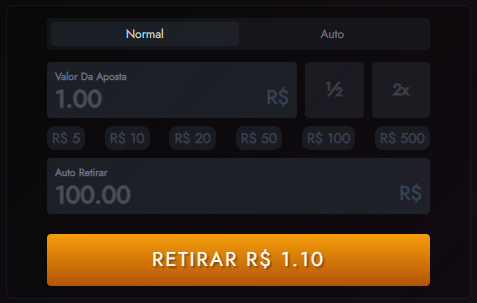 Normal Auto
Valor Da Aposta
1.00 R$ ½ 2x
R$ 5 R$ 10 R$ 20 R$ 50 R$ 100 R$ 500
Auto Retirar
100.00 R$
RETIRAR R$ 1.10